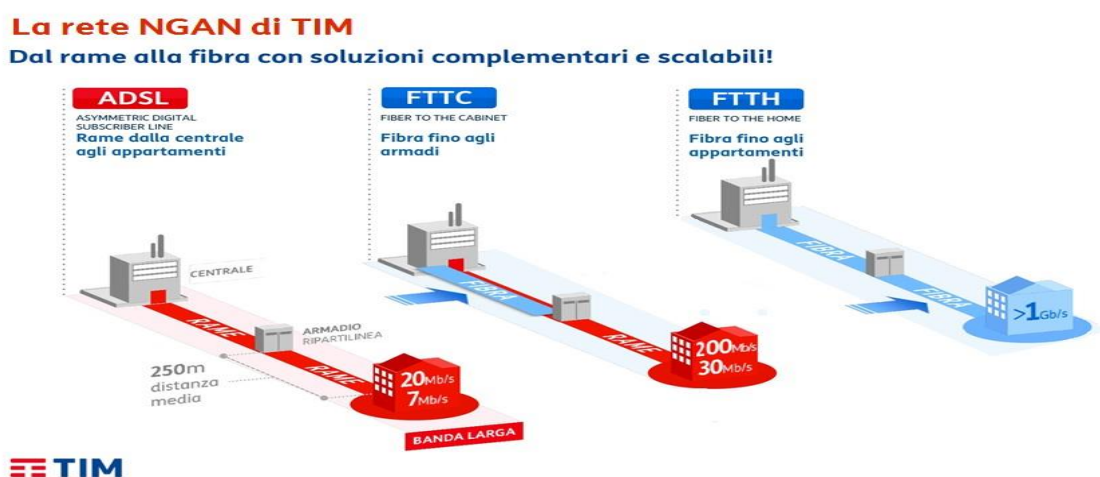 La rete NGAN di TIM
Dal rame alla fibra con soluzioni complementari e scalabili!
ADSL
ASYMMETRIC DIGITAL
SUBSCRIBER LINE
Rame dalla centrale
agli appartamenti
CENTRALE
RAME
ARMADIO
RIPARTILINEA
RAME
250m
distanza
media
20Mb/s
7Mb/s
BANDA LARGA
FTTC
FIBER TO THE CABINET
Fibra fino agli
armadi
FIBRA
RAME
200Mb/s
30Mb/s
FTTH
FIBER TO THE HOME
Fibra fino agli
appartamenti
FIBRA
FIBRA
>1Gb/s
TIM